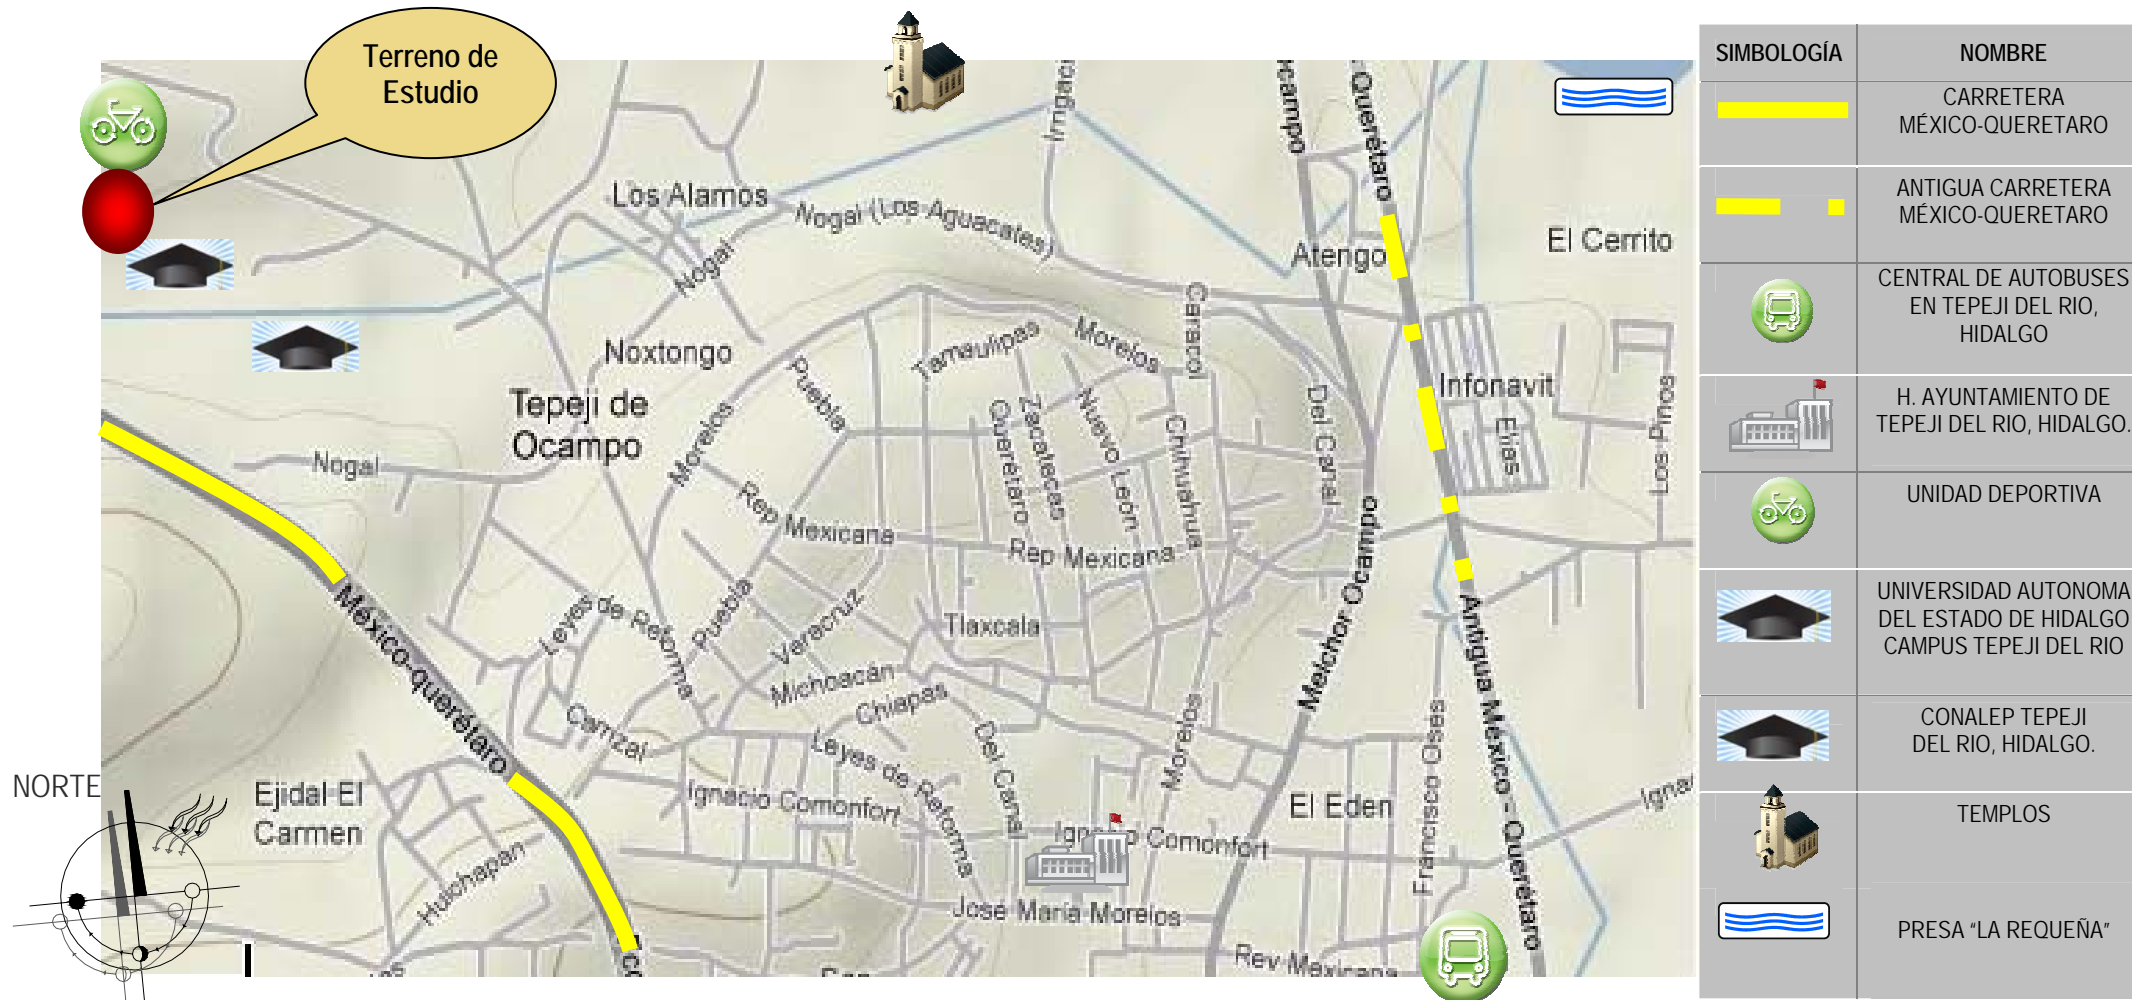 Terreno de
Estudio
Los Alamos
Nogal (Los Aguacates)
Nogal
Querétaro
Atengo
El Cerrito
Noxtongo
Tepeji de
Ocampo
Nogal
Morelos
Puebla
Tamaulipas
Morelos
Caracol
Querétaro
Zacatecas
Nuevo León
Chihuahua
Del Canal
Infonavit
Elias
Los Pinos
Rep Mexicana
Rep Mexicana
Melchor Ocampo
México-querétaro
Leyes de Reforma
Puebla
Veracruz
Tlaxcala
Michoacán
Chiapas
Carrizal
Leyes de Reforma
Del Canal
Morelos
Francisco Oses
Antigua México - Querétaro
Ejidal El
Carmen
Huichapan
Ignacio Comonfort
Comonfort
El Eden
José María Morelos
Rev Mexicana
NORTE
SIMBOLOGÍA NOMBRE
CARRETERA
MÉXICO-QUERETARO
ANTIGUA CARRETERA
MÉXICO-QUERETARO
CENTRAL DE AUTOBUSES
EN TEPEJI DEL RIO,
HIDALGO
H. AYUNTAMIENTO DE
TEPEJI DEL RIO, HIDALGO.
UNIDAD DEPORTIVA
UNIVERSIDAD AUTONOMA
DEL ESTADO DE HIDALGO
CAMPUS TEPEJI DEL RIO
CONALEP TEPEJI
DEL RIO, HIDALGO.
TEMPLOS
PRESA “LA REQUEÑA”